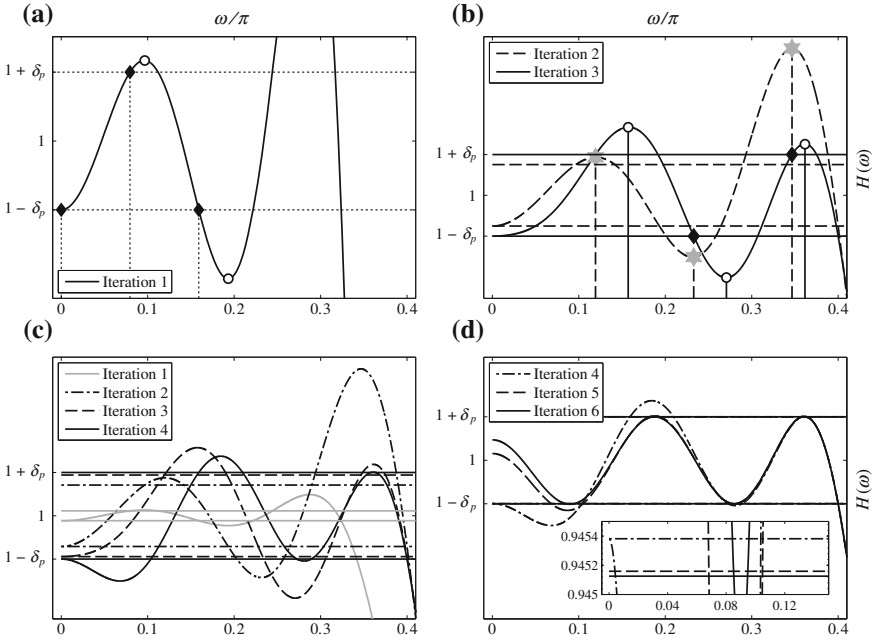 (a)
ω/π
1 + δp
1
1 − δp
Iteration 1
0
0.1
0.2
0.3
0.4
(b)
ω/π
Iteration 2
Iteration 3
1 + δp
1
1 − δp
H(ω)
0
0.1
0.2
0.3
0.4
(c)
Iteration 1
Iteration 2
Iteration 3
Iteration 4
1 + δp
1
1 − δp
0
0.1
0.2
0.3
0.4
(d)
Iteration 4
Iteration 5
Iteration 6
1 + δp
1
1 − δp
H(ω)
0.9454
0.9452
0.945
0
0.04
0.08
0.12
0
0.1
0.2
0.3
0.4